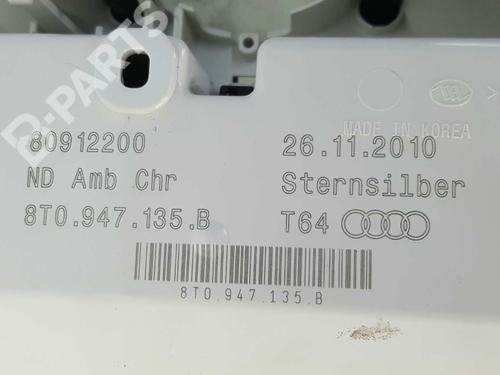 B-PARTS
MADE IN KOREA
80912200 26.11.2010
ND Amb Chr Sternsilber
8T0.947.135.B T64
8T0.947.135.B